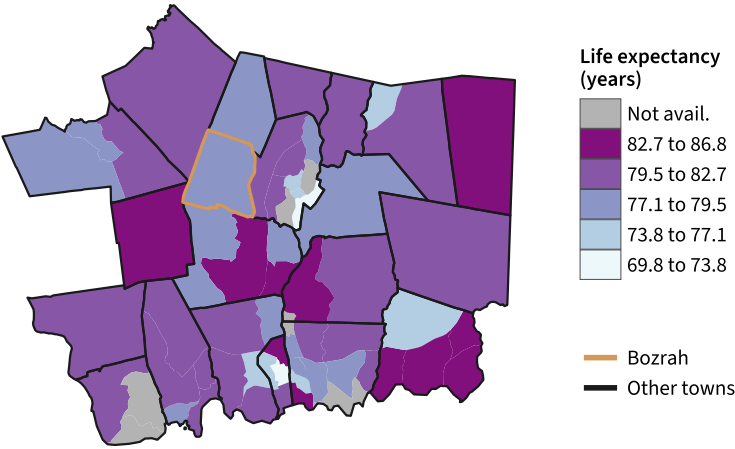 Life expectancy
(years)
Not avail.
82.7 to 86.8
79.5 to 82.7
77.1 to 79.5
73.8 to 77.1
69.8 to 73.8
Bozrah
Other towns